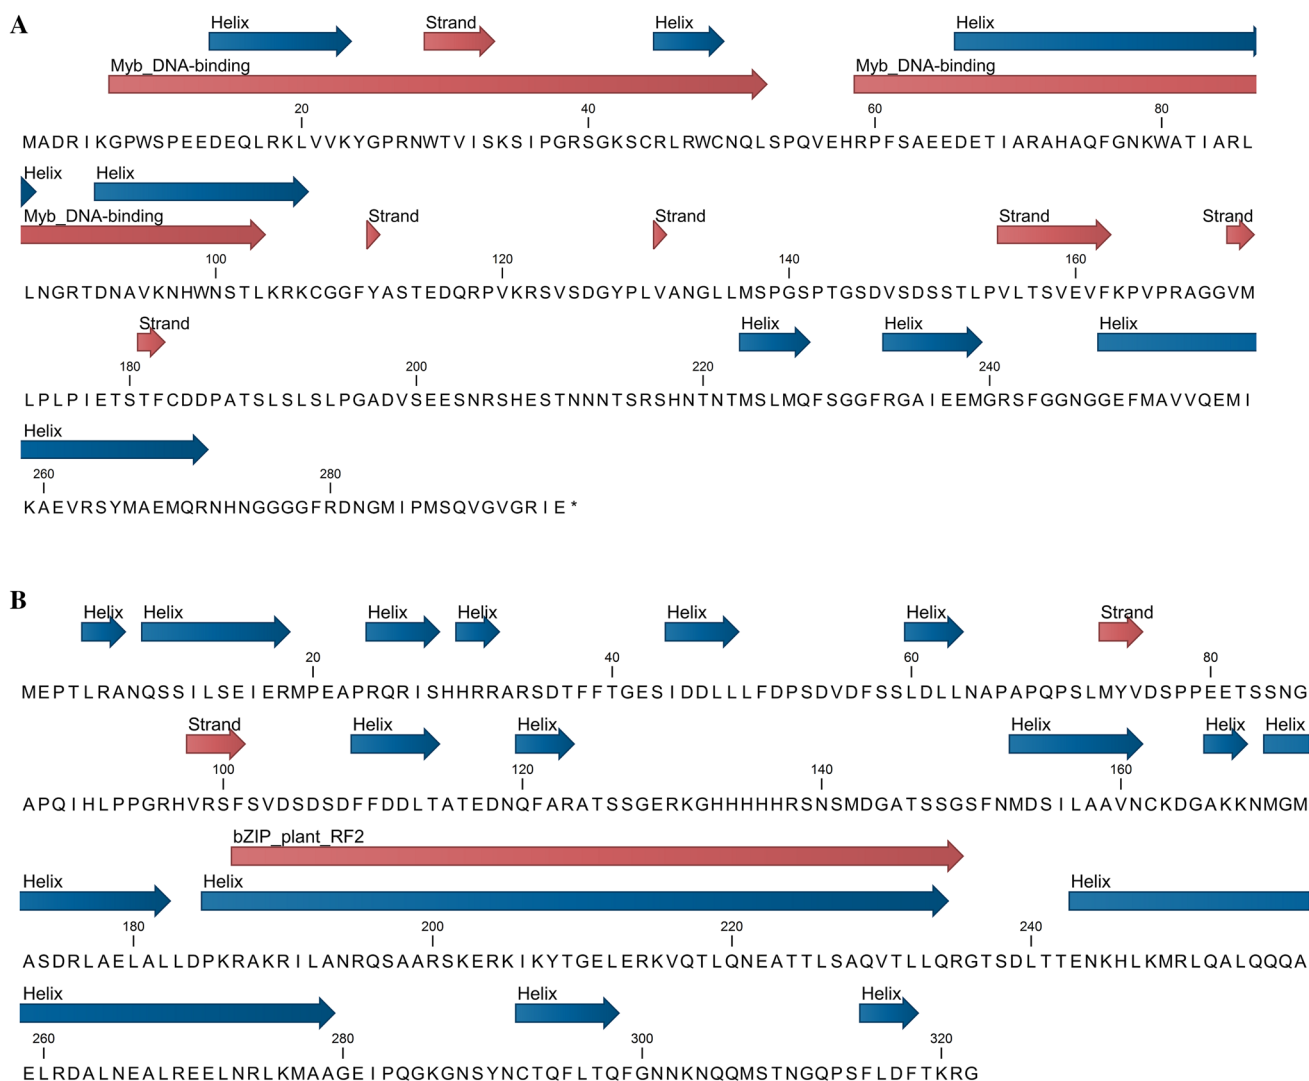 A
Helix Strand Helix Helix
Myb_DNA-binding Myb_DNA-binding
20 40 60 80
MADRIKGPWSPEEDEQLRKLVVKYGPRNWTVISKSIPGRSGKSCRLRWCNQLSPQVEHRPFSAEEDETIARAHAQFGNKWATIARL
Helix Helix
Myb_DNA-binding Strand Strand Strand Strand
100 120 140 160
LNGRTDNAVKNHWNSTLKRKCGGFYASTEDQRPVKRSVSDGYPLVANGLLMSPGSPTGSDVSDSSTLPVLTSVEVFKPVPRAGGVM
Strand Helix Helix Helix
180 200 220 240
LPLPIETSTFCDDPATSLSLSLPGADVSEESNRSHESTNNNTSRSHNTNTMSLMQFSGGFRGAIEEMGRSFGGNGGEFMAVVQEMI
Helix
260 280
KAEVRSYMAEMQRNHNGGGGFRDNGMIPMSQVGVGRIE*
B
Helix Helix Helix Helix Helix Helix Strand
20 40 60 80
MEPTLRANQSSILSEIERMPEAPRQRISHHRRARSDTFFTGESIDDLLLFDPSDVDFSSLDLLNAPAPQPSLMYVDSPPEETSSNG
Strand Helix Helix Helix Helix Helix
100 120 140 160
APQIHLPPGRHVRSFSVDSDSDFFDDLTATEDNQFARATSSGERKGHHHHHRSNSMDGATSSGSFNMDSILAAVNCKDGAKKNMGM
bZIP_plant_RF2
Helix Helix Helix
180 200 220 240
ASDRLAELALLDPKRAKRILANRQSAARSKERKIKYTGELERKVQTLQNEATTLSAQVTLLQRGTSDLTTENKHLKMRLQALQQQA
Helix Helix Helix
260 280 300 320
ELRDALNEALREELNRLKMAAGEIPQGKGNSYNCTQFLTQFGNNKNQQMSTNGQPSFLDFTKRG